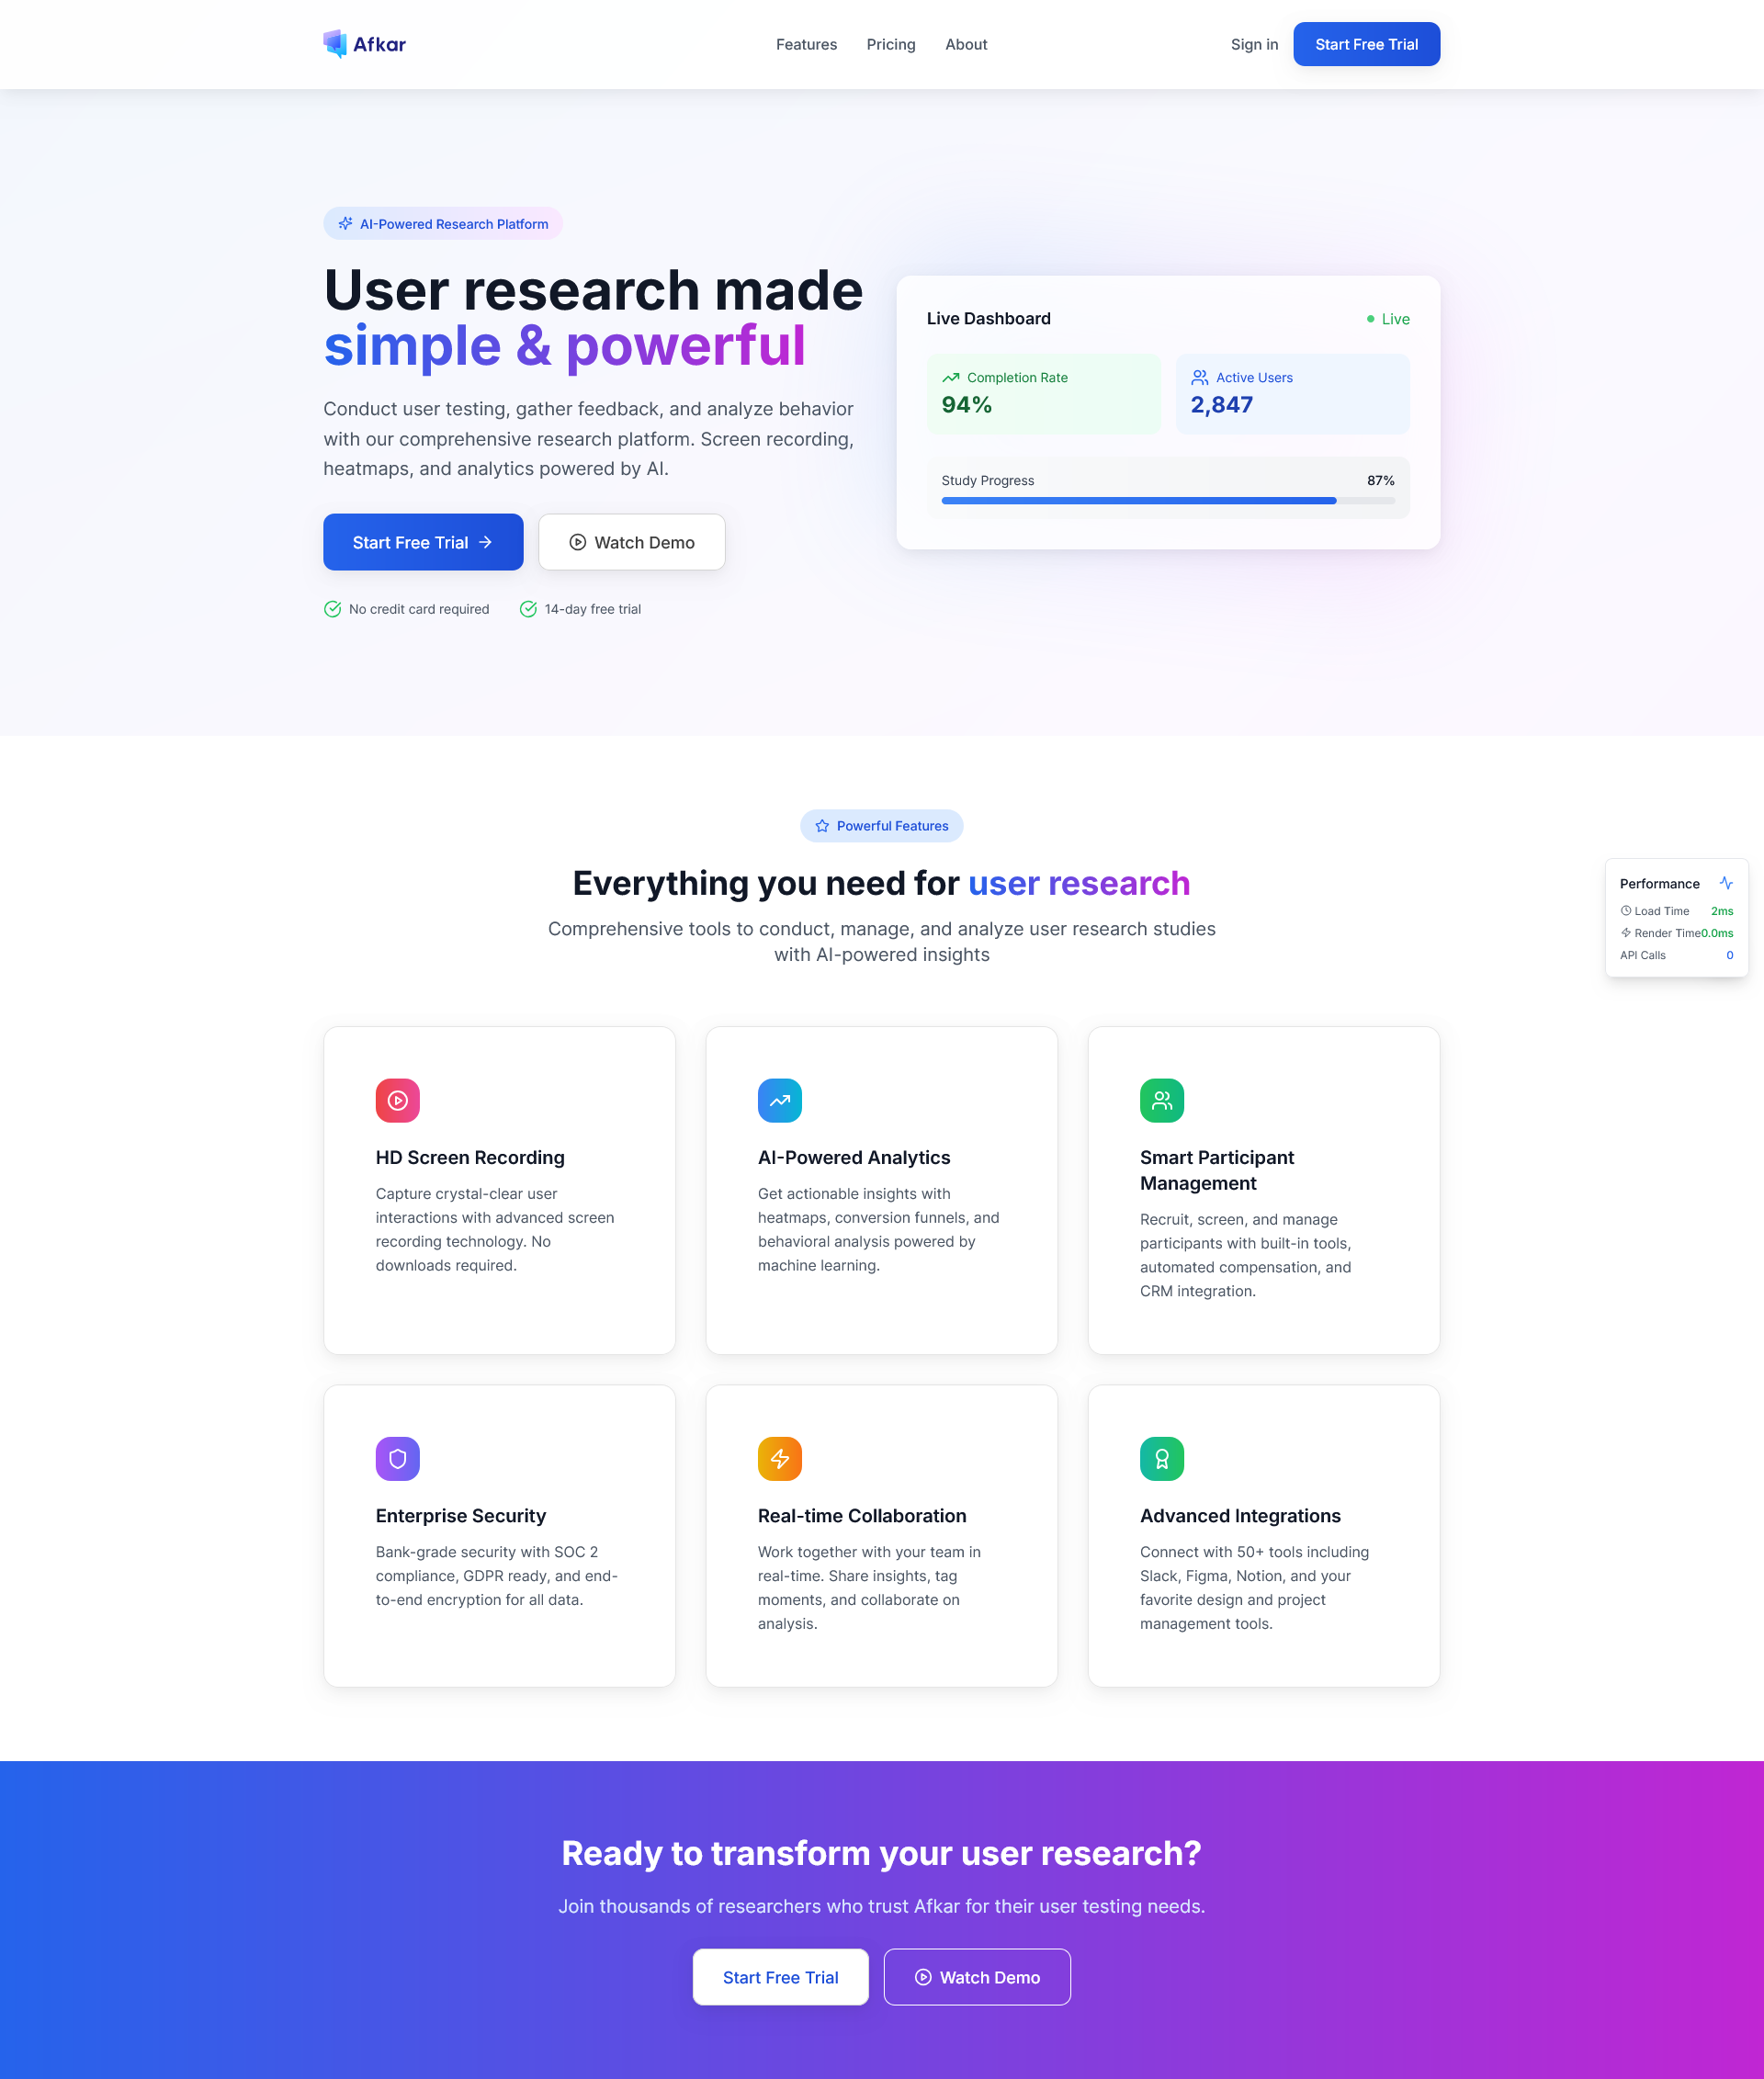 Afkar
Features
Pricing
About
Sign in
Start Free Trial
AI-Powered Research Platform
User research made
simple & powerful
Conduct user testing, gather feedback, and analyze behavior
with our comprehensive research platform. Screen recording,
heatmaps, and analytics powered by AI.
Start Free Trial
Watch Demo
No credit card required
14-day free trial
Live Dashboard
Live
Completion Rate
94%
Active Users
2,847
Study Progress
87%
Powerful Features
Everything you need for user research
Comprehensive tools to conduct, manage, and analyze user research studies
with AI-powered insights
Performance
Load Time
2ms
Render Time
0.0ms
API Calls
0
HD Screen Recording
Capture crystal-clear user
interactions with advanced screen
recording technology. No
downloads required.
AI-Powered Analytics
Get actionable insights with
heatmaps, conversion funnels, and
behavioral analysis powered by
machine learning.
Smart Participant
Management
Recruit, screen, and manage
participants with built-in tools,
automated compensation, and
CRM integration.
Enterprise Security
Bank-grade security with SOC 2
compliance, GDPR ready, and end-
to-end encryption for all data.
Real-time Collaboration
Work together with your team in
real-time. Share insights, tag
moments, and collaborate on
analysis.
Advanced Integrations
Connect with 50+ tools including
Slack, Figma, Notion, and your
favorite design and project
management tools.
Ready to transform your user research?
Join thousands of researchers who trust Afkar for their user testing needs.
Start Free Trial
Watch Demo